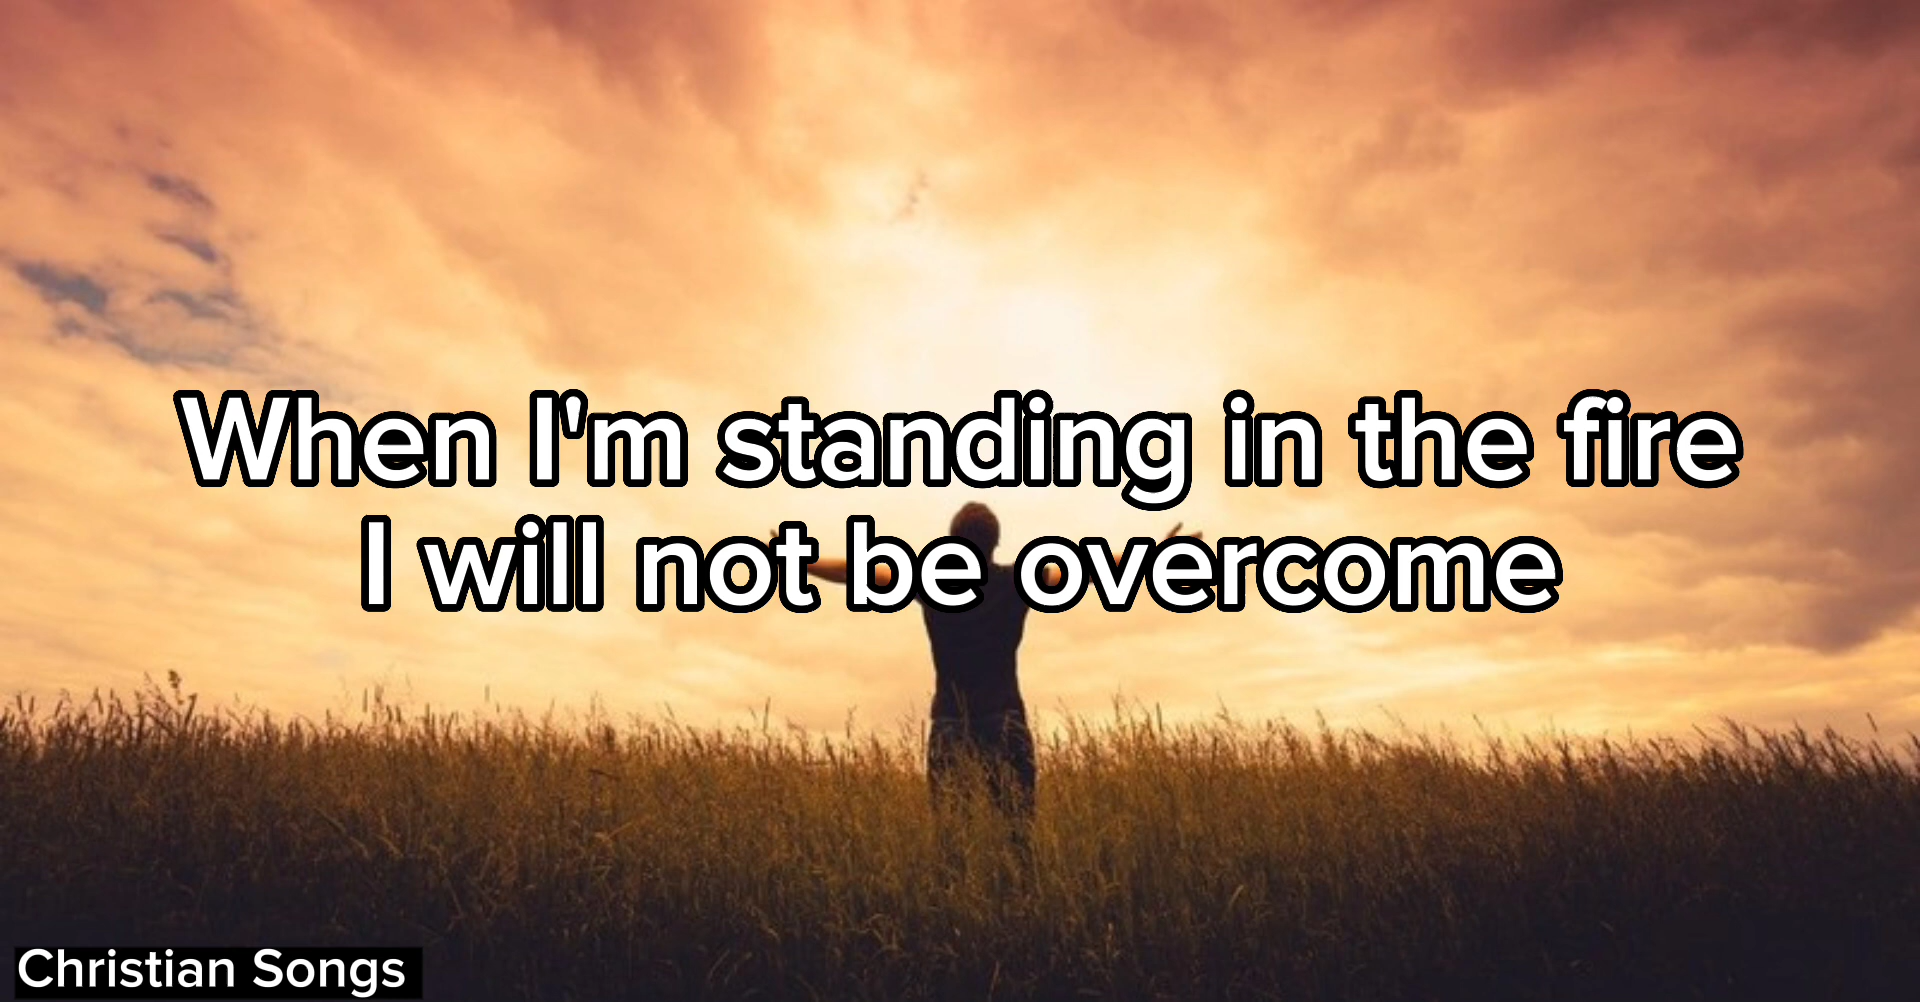 When I'm standing in the fire
I will not be overcome
Christian Songs